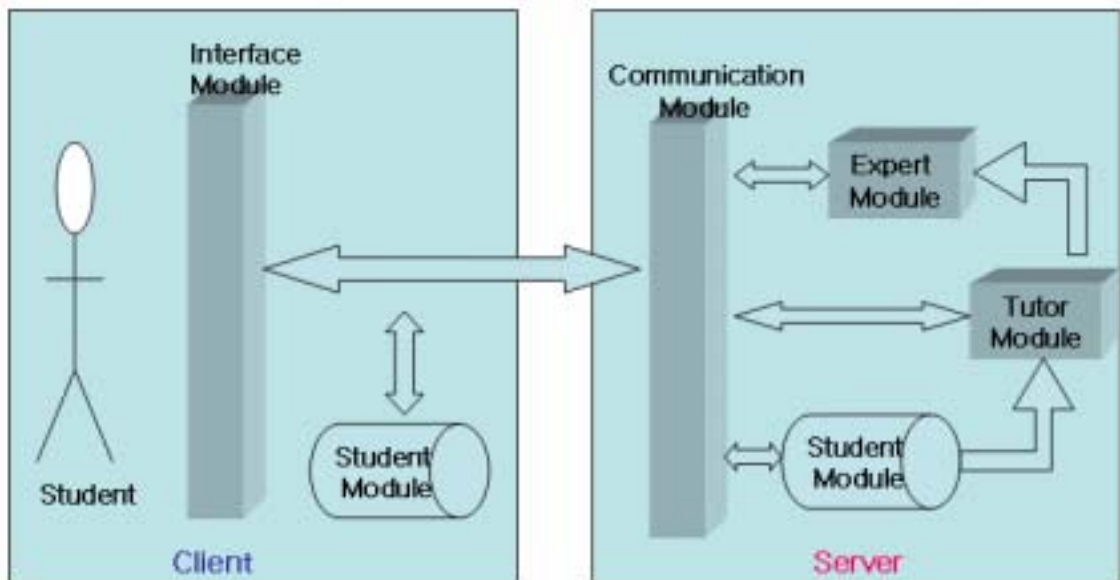 Interface
Module
Student
Student
Module
Client
Communication
Module
Expert
Module
Tutor
Module
Student
Module
Server